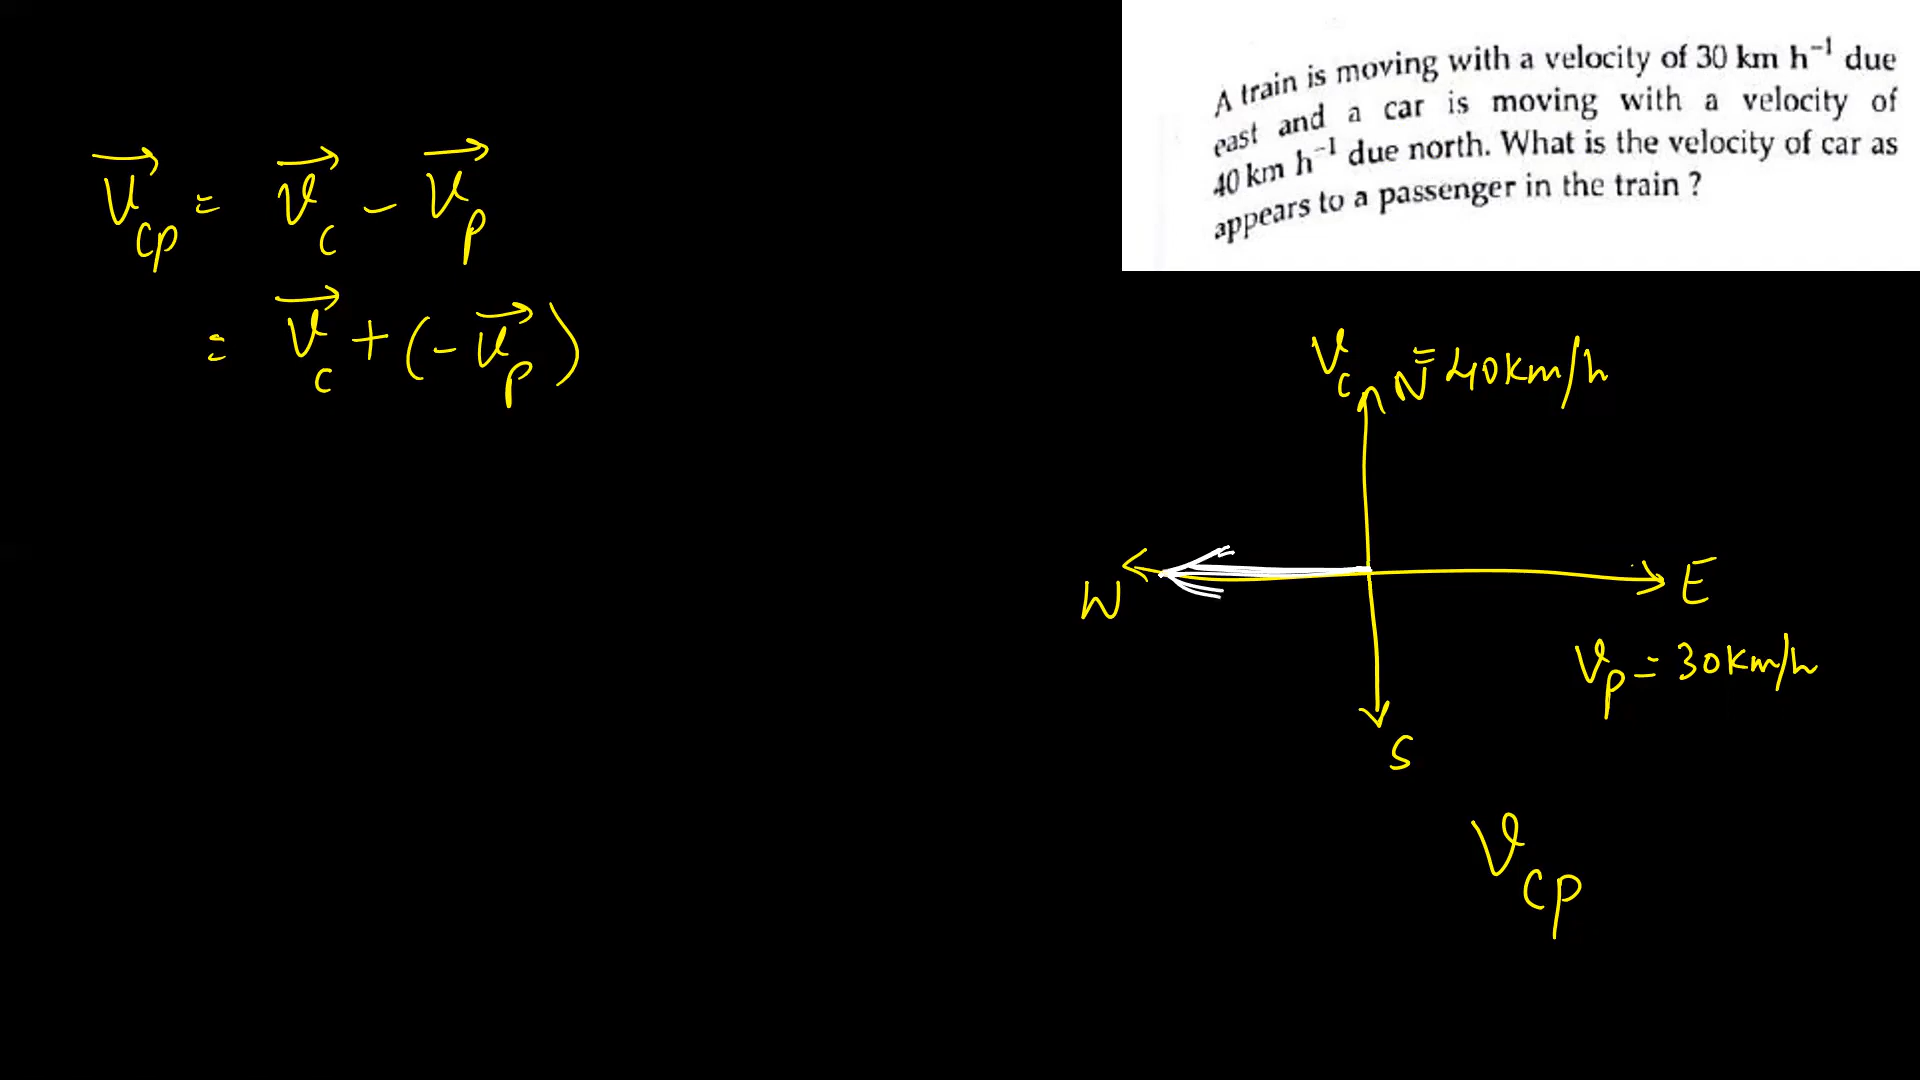 A train is moving with a velocity of 30 km h⁻¹ due
east and a car is moving with a velocity of
40 km h⁻¹ due north. What is the velocity of car as
appears to a passenger in the train ?
v⃗cp = v⃗c - v⃗p
= v⃗c + (-v⃗p)
Vc N = 40km/h
W
E
Vp = 30km/h
S
Vcp